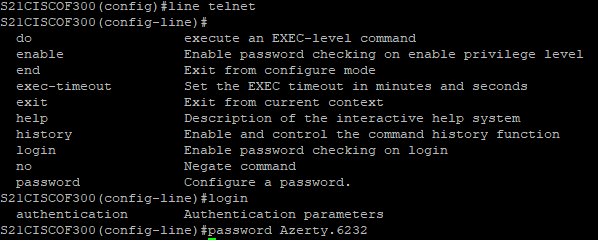 S21CISCOF300(config)#line telnet
S21CISCOF300(config-line)#
do execute an EXEC-level command
enable Enable password checking on enable privilege level
end Exit from configure mode
exec-timeout Set the EXEC timeout in minutes and seconds
exit Exit from current context
help Description of the interactive help system
history Enable and control the command history function
login Enable password checking on login
no Negate command
password Configure a password.
S21CISCOF300(config-line)#login
authentication Authentication parameters
S21CISCOF300(config-line)#password Azerty.6232